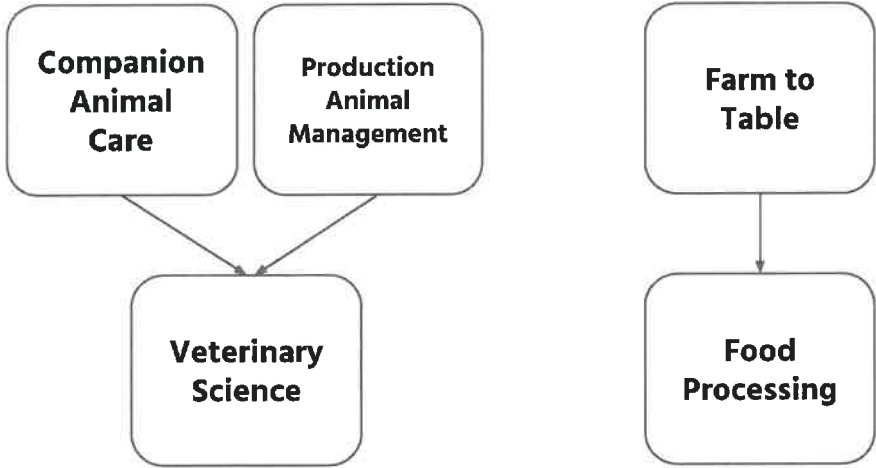 Companion
Animal
Care
Production
Animal
Management
Farm to
Table
Veterinary
Science
Food
Processing